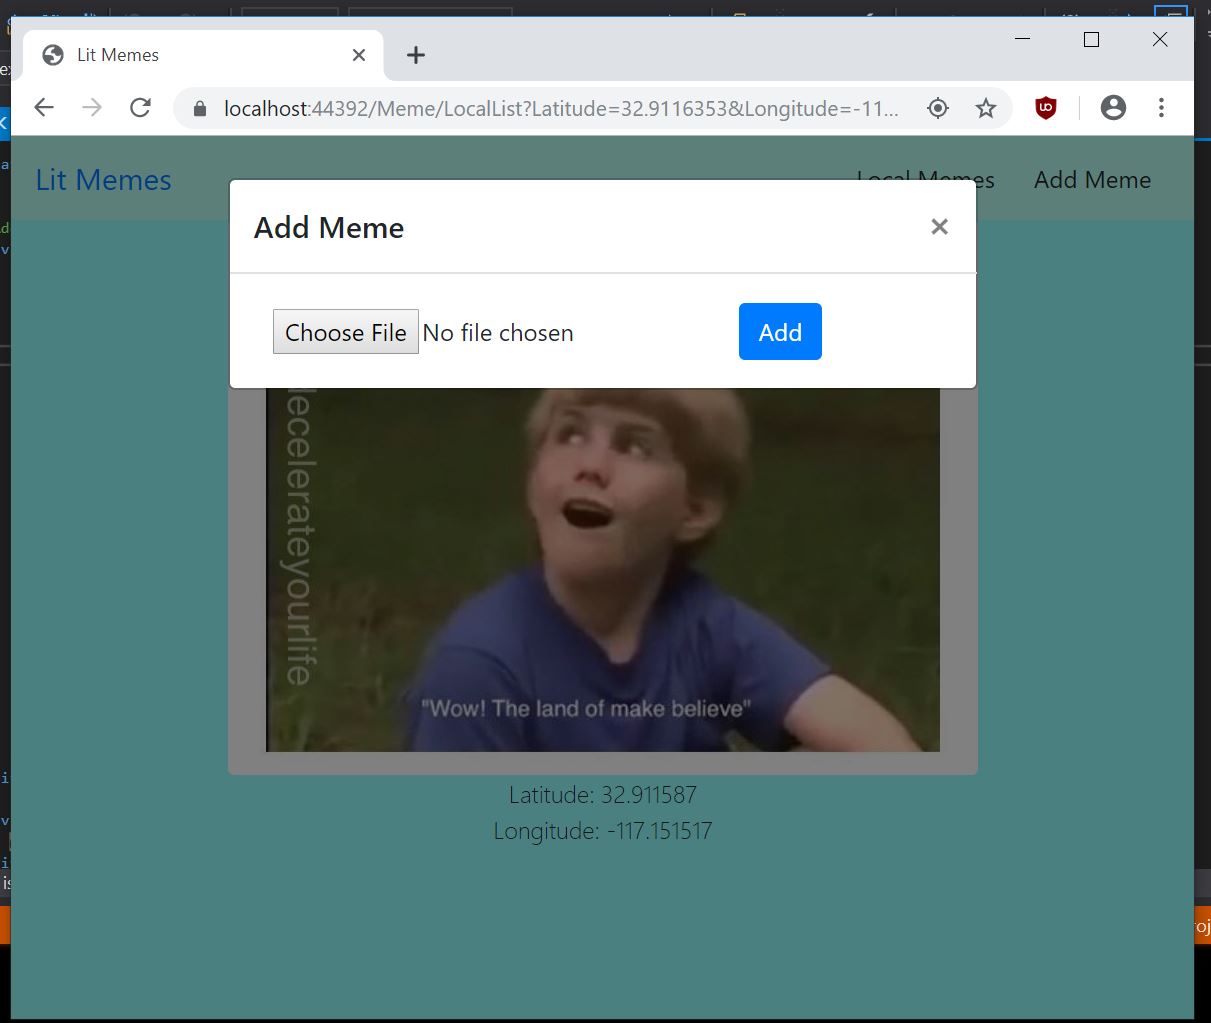 Lit Memes
localhost:44392/Meme/LocalList?Latitude=32.9116353&Longitude=-11...
Lit Memes
Local Memes
Add Meme
Add Meme
×
Choose File
No file chosen
Add
ecelerateyourlife
"Wow! The land of make believe"
Latitude: 32.911587
Longitude: -117.151517